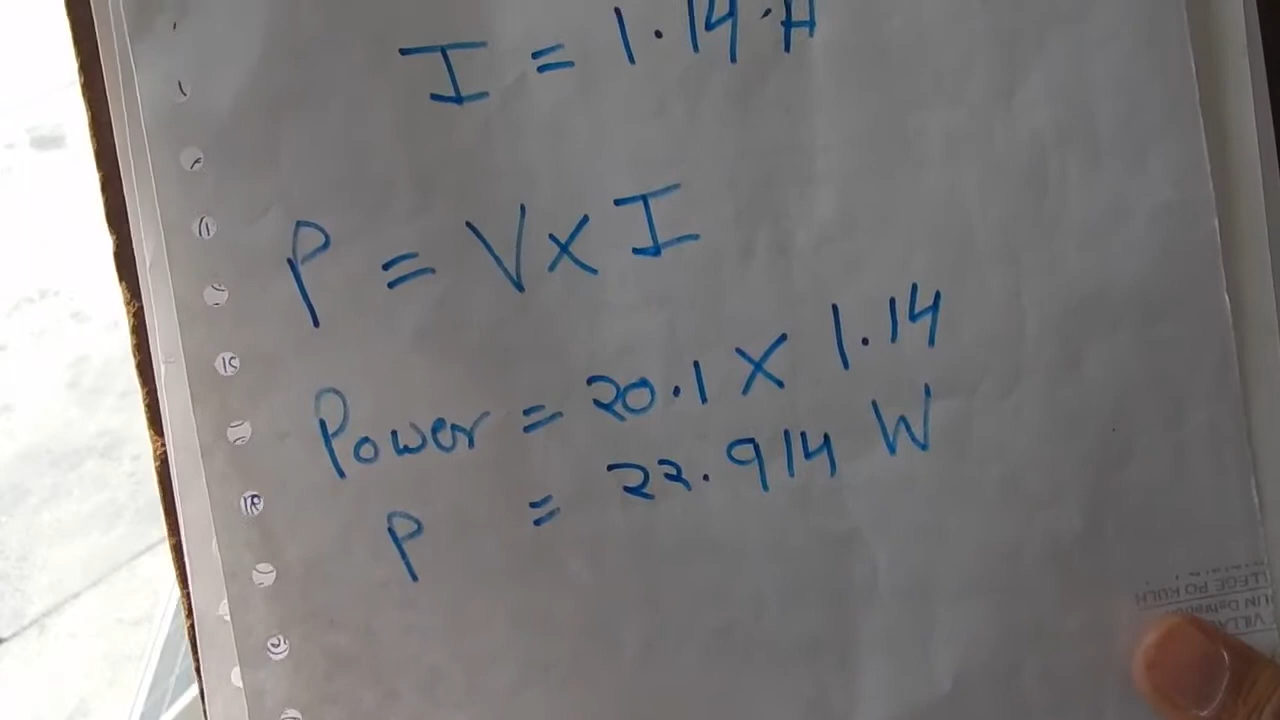 I = 1.14 A
P = V X I
Power = 20.1 X 1.14
P = 22.914 W